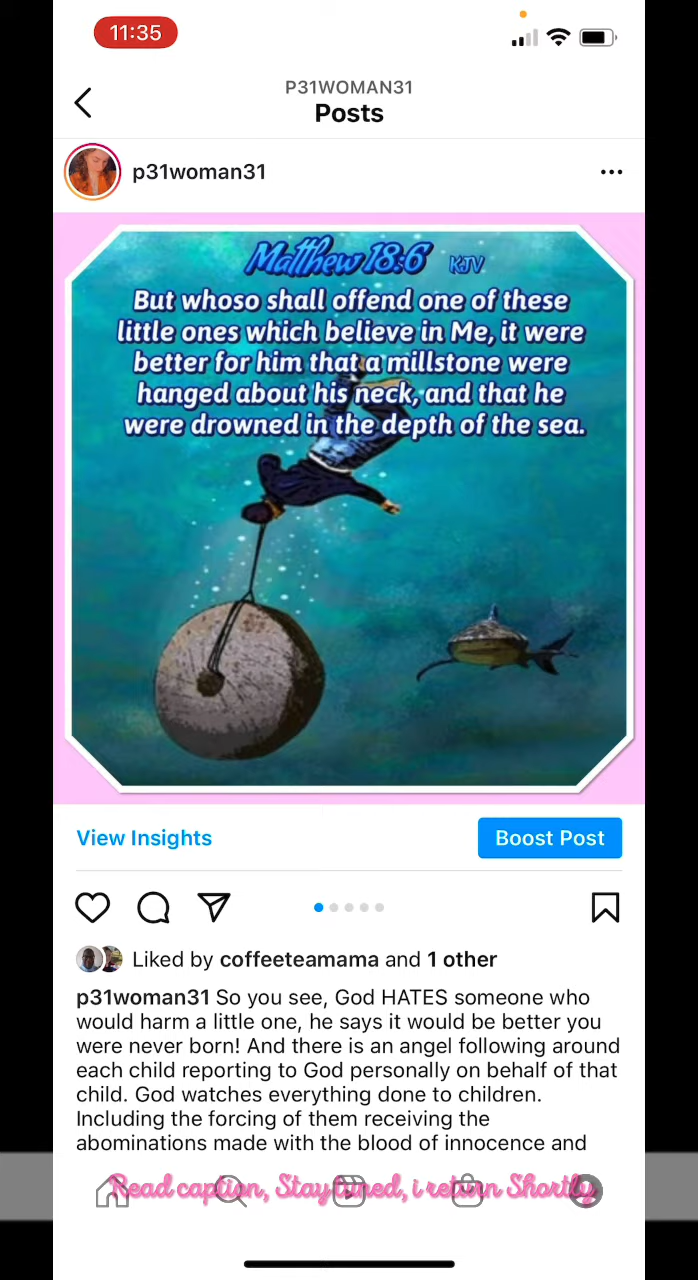 11:35
P31WOMAN31
Posts
p31woman31
Matthew 18:6 KJV
But whoso shall offend one of these
little ones which believe in Me, it were
better for him that a millstone were
hanged about his neck, and that he
were drowned in the depth of the sea.
View Insights
Boost Post
Liked by coffeeteamama and 1 other
p31woman31 So you see, God HATES someone who
would harm a little one, he says it would be better you
were never born! And there is an angel following around
each child reporting to God personally on behalf of that
child. God watches everything done to children.
Including the forcing of them receiving the
abominations made with the blood of innocence and
Read caption, Stay tuned, i return Shortly